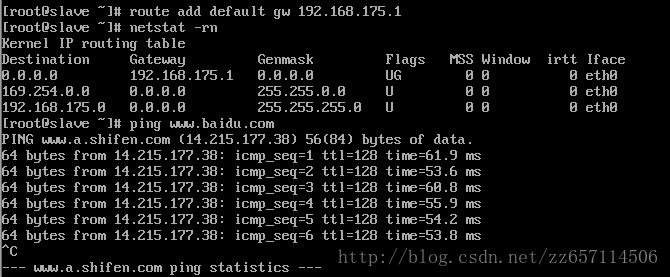 [root@slave ~]# route add default gw 192.168.175.1
[root@slave ~]# netstat -rn
Kernel IP routing table
Destination Gateway Genmask Flags MSS Window irtt Iface
0.0.0.0 192.168.175.1 0.0.0.0 UG 0 0 0 eth0
169.254.0.0 0.0.0.0 255.255.0.0 U 0 0 0 eth0
192.168.175.0 0.0.0.0 255.255.255.0 U 0 0 0 eth0
[root@slave ~]# ping www.baidu.com
PING www.a.shifen.com (14.215.177.38) 56(84) bytes of data.
64 bytes from 14.215.177.38: icmp_seq=1 ttl=128 time=61.9 ms
64 bytes from 14.215.177.38: icmp_seq=2 ttl=128 time=53.6 ms
64 bytes from 14.215.177.38: icmp_seq=3 ttl=128 time=60.8 ms
64 bytes from 14.215.177.38: icmp_seq=4 ttl=128 time=55.9 ms
64 bytes from 14.215.177.38: icmp_seq=5 ttl=128 time=54.2 ms
64 bytes from 14.215.177.38: icmp_seq=6 ttl=128 time=53.8 ms
^C
http://blog.csdn.net/zz657114506
--- www.a.shifen.com ping statistics ---